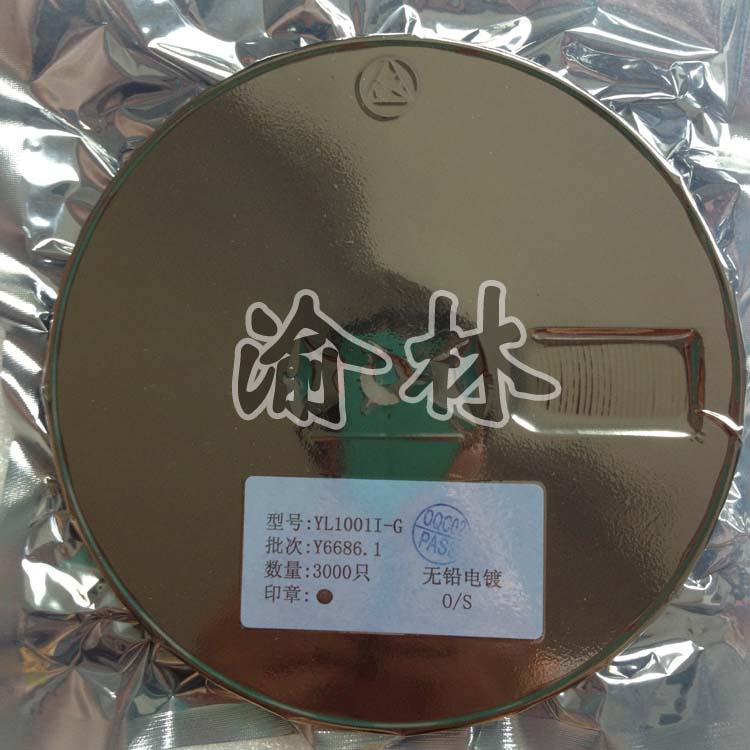 渝林
型号:YL1001I-G
批次:Y6686.1
数量:3000只
印章:●
无铅电镀
O/S
PASS